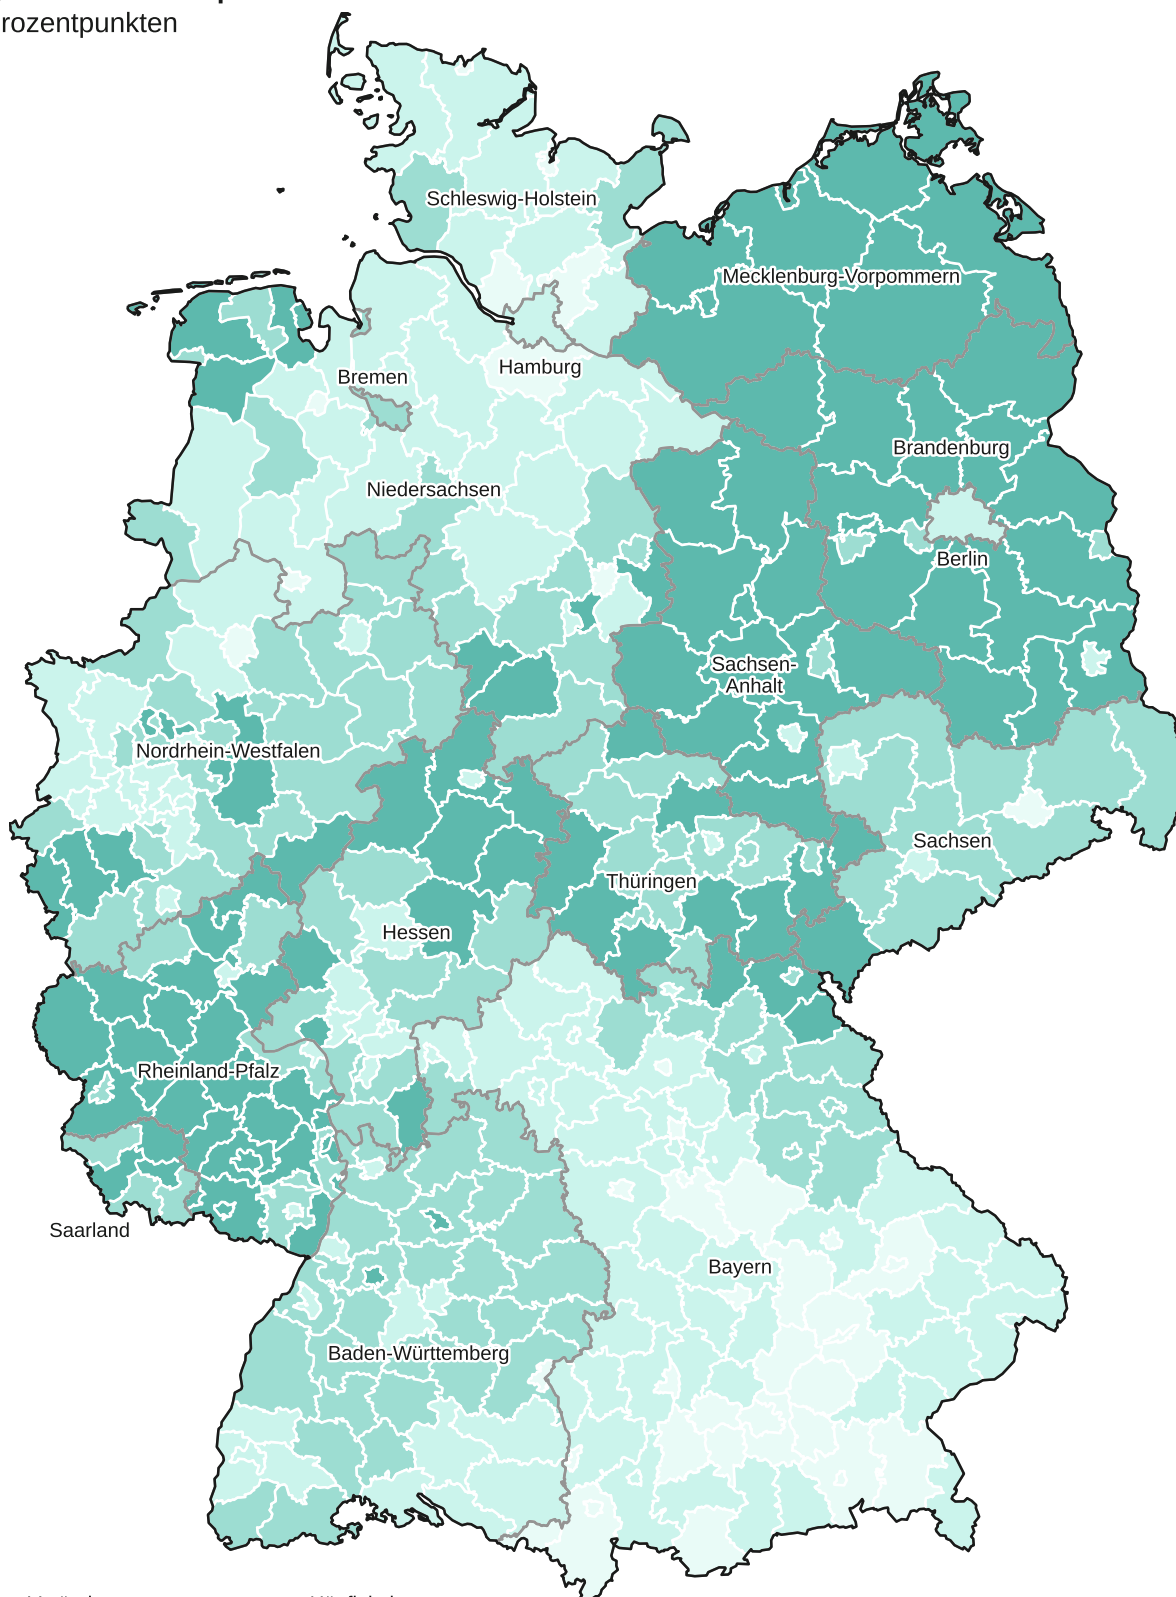 rozentpunkten
Schleswig-Holstein
Mecklenburg-Vorpommern
Hamburg
Bremen
Brandenburg
Niedersachsen
Berlin
Sachsen-
Anhalt
Nordrhein-Westfalen
Sachsen
Thüringen
Hessen
Rheinland-Pfalz
Saarland
Bayern
Baden-Württemberg